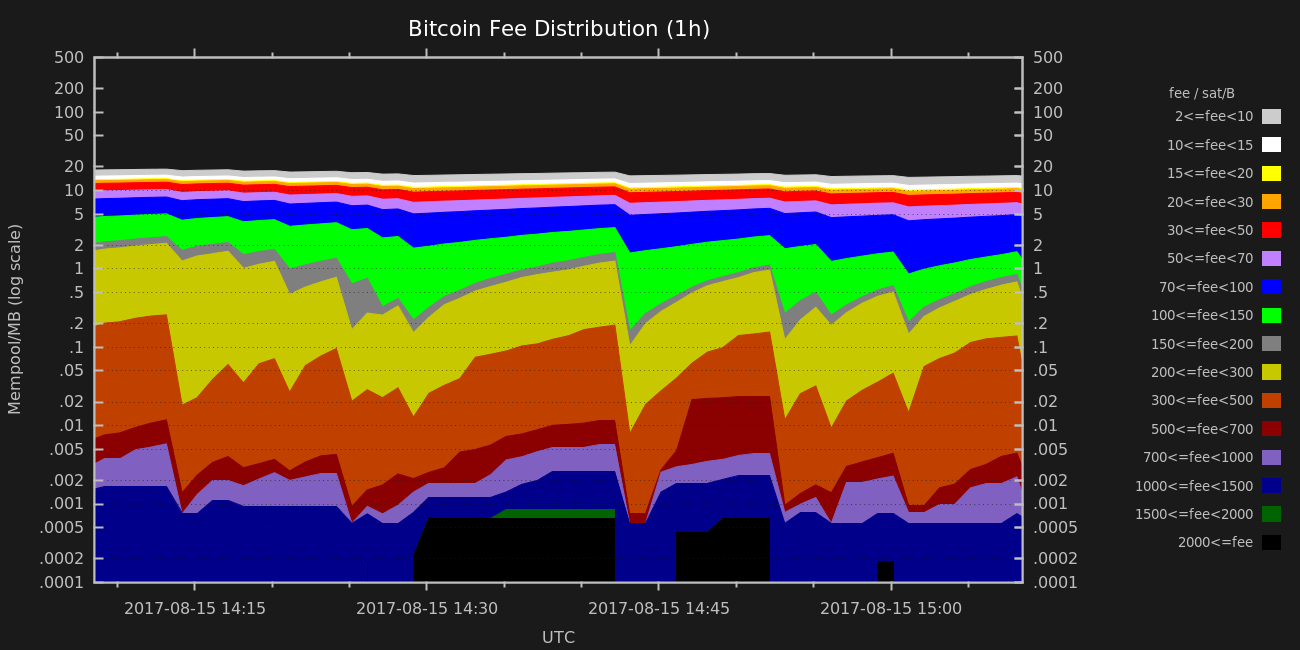 Bitcoin Fee Distribution (1h)
500 500
200 200
100 100
50 50
20 20
10 10
5 5
2 2
1 1
.5 .5
.2 .2
.1 .1
.05 .05
.02 .02
.01 .01
.005 .005
.002 .002
.001 .001
.0005 .0005
.0002 .0002
.0001 .0001
Mempool/MB (log scale)
2017-08-15 14:15 2017-08-15 14:30 2017-08-15 14:45 2017-08-15 15:00
UTC
fee / sat/B
2<=fee<10
10<=fee<15
15<=fee<20
20<=fee<30
30<=fee<50
50<=fee<70
70<=fee<100
100<=fee<150
150<=fee<200
200<=fee<300
300<=fee<500
500<=fee<700
700<=fee<1000
1000<=fee<1500
1500<=fee<2000
2000<=fee